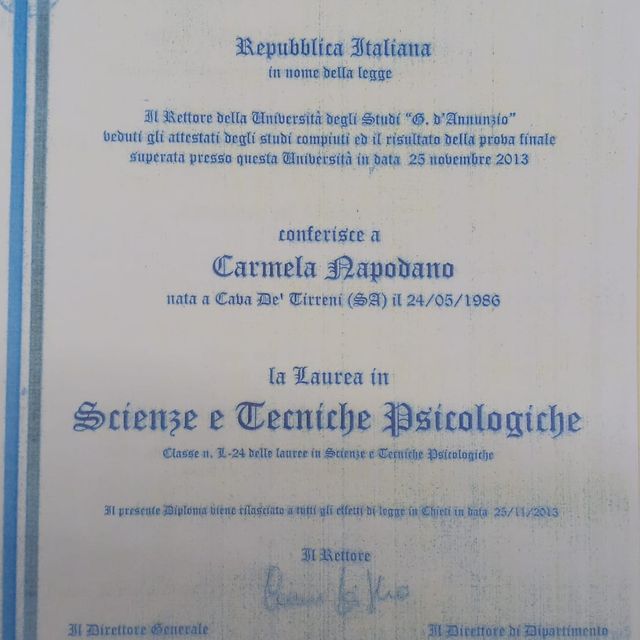 Repubblica Italiana
in nome della legge
Il Rettore della Università degli Studi "G. d'Annunzio"
veduti gli attestati degli studi compiuti ed il risultato della prova finale
superata presso questa Università in data 25 novembre 2013
conferisce a
Carmela Napodano
nata a Cava De' Tirreni (SA) il 24/05/1986
la Laurea in
Scienze e Tecniche Psicologiche
Classe n. L-24 delle lauree in Scienze e Tecniche Psicologiche
Il presente Diploma viene rilasciato a tutti gli effetti di legge in Chieti in data 25/11/2013
Il Rettore
Il Direttore Generale
Il Direttore di Dipartimento